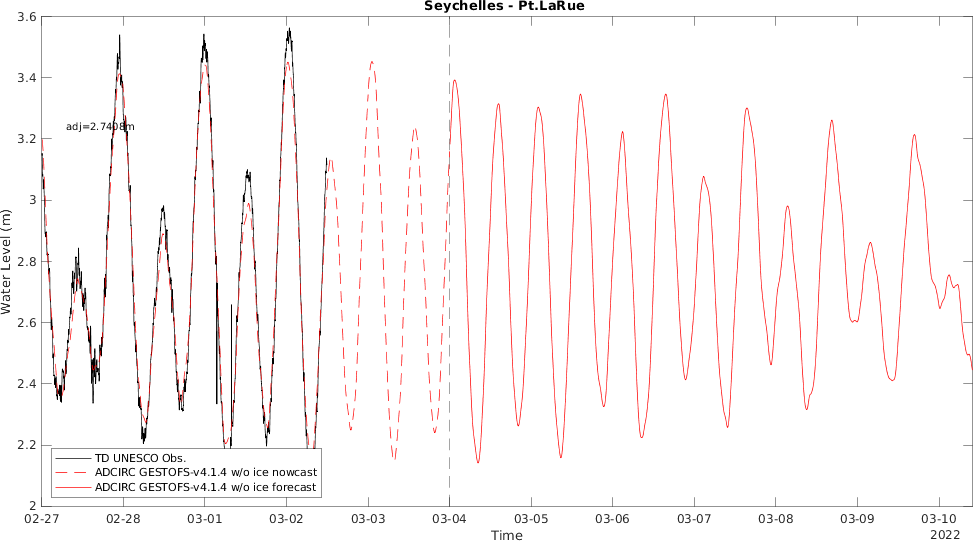 Seychelles - Pt.LaRue
3.6
3.4
3.2
3
2.8
2.6
2.4
2.2
2
Water Level (m)
adj=2.7408m
TD UNESCO Obs.
ADCIRC GESTOFS-v4.1.4 w/o ice nowcast
ADCIRC GESTOFS-v4.1.4 w/o ice forecast
02-27 02-28 03-01 03-02 03-03 03-04 03-05 03-06 03-07 03-08 03-09 03-10
Time
2022